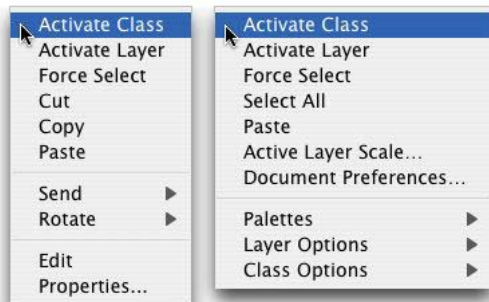 Activate Class
Activate Layer
Force Select
Cut
Copy
Paste
Send
Rotate
Edit
Properties...
Activate Class
Activate Layer
Force Select
Select All
Paste
Active Layer Scale...
Document Preferences...
Palettes
Layer Options
Class Options